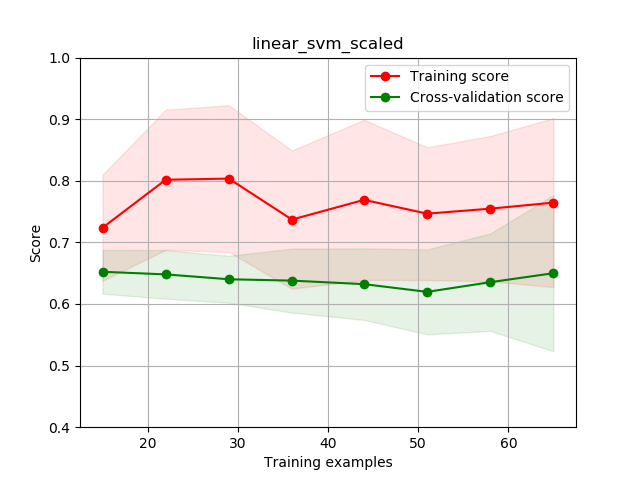 linear_svm_scaled
Training score
Cross-validation score
1.0
0.9
0.8
0.7
0.6
0.5
0.4
Score
20 30 40 50 60
Training examples